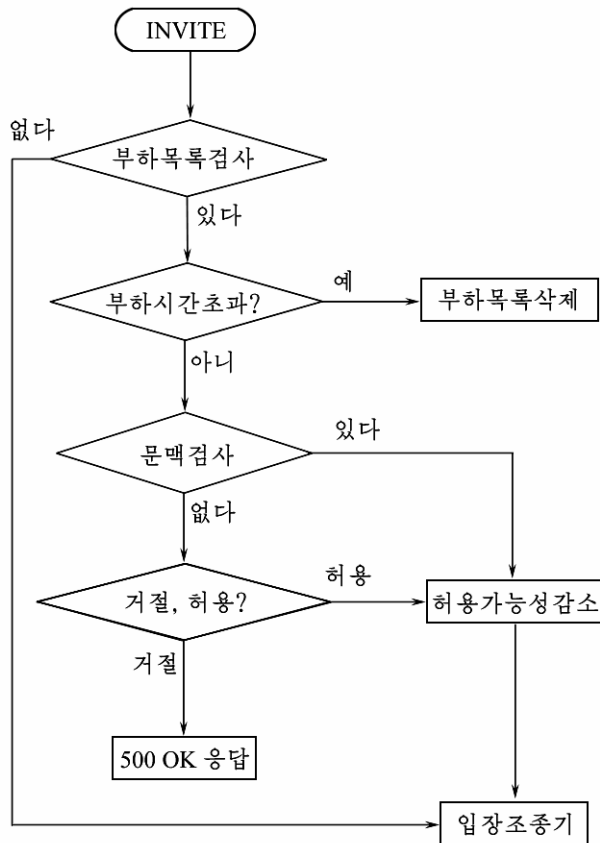 INVITE
없다
부하목록검사
있다
부하시간초과?
예
부하목록삭제
아니
문맥검사
있다
없다
거절, 허용?
허용
허용가능성감소
거절
500 OK 응답
입장조종기